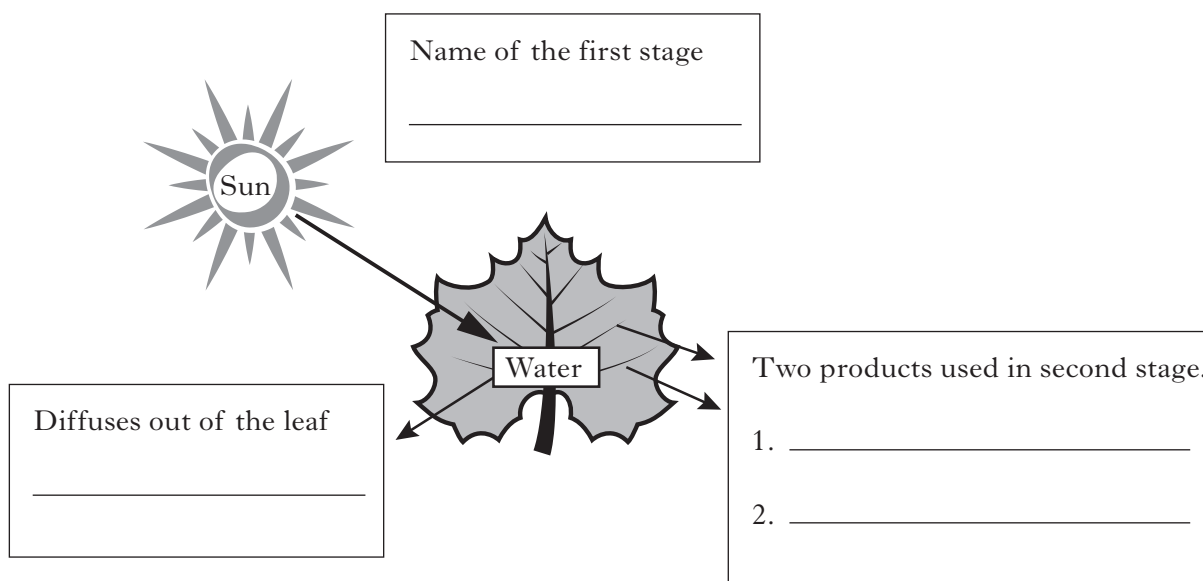 Name of the first stage
Sun
Water
Diffuses out of the leaf
Two products used in second stage.
1.
2.